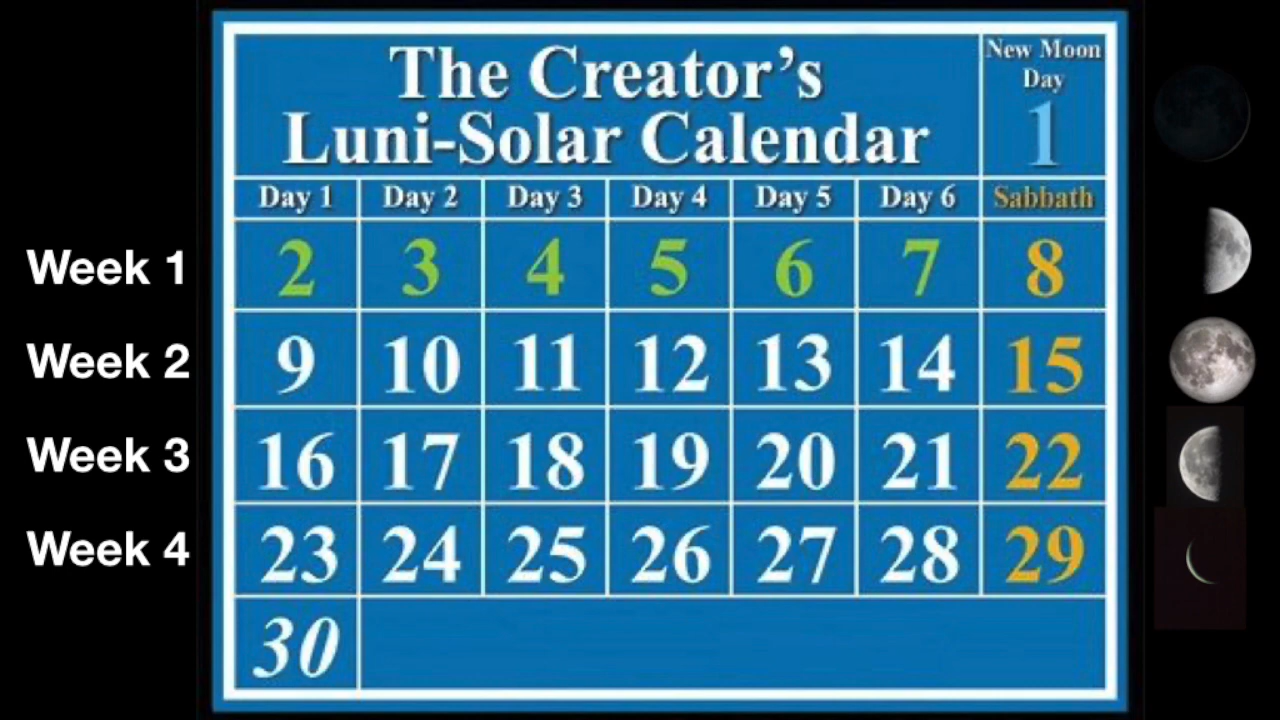 The Creator's
Luni-Solar Calendar
New Moon
Day
1
Day 1 Day 2 Day 3 Day 4 Day 5 Day 6 Sabbath
Week 1 2 3 4 5 6 7 8
Week 2 9 10 11 12 13 14 15
Week 3 16 17 18 19 20 21 22
Week 4 23 24 25 26 27 28 29
30